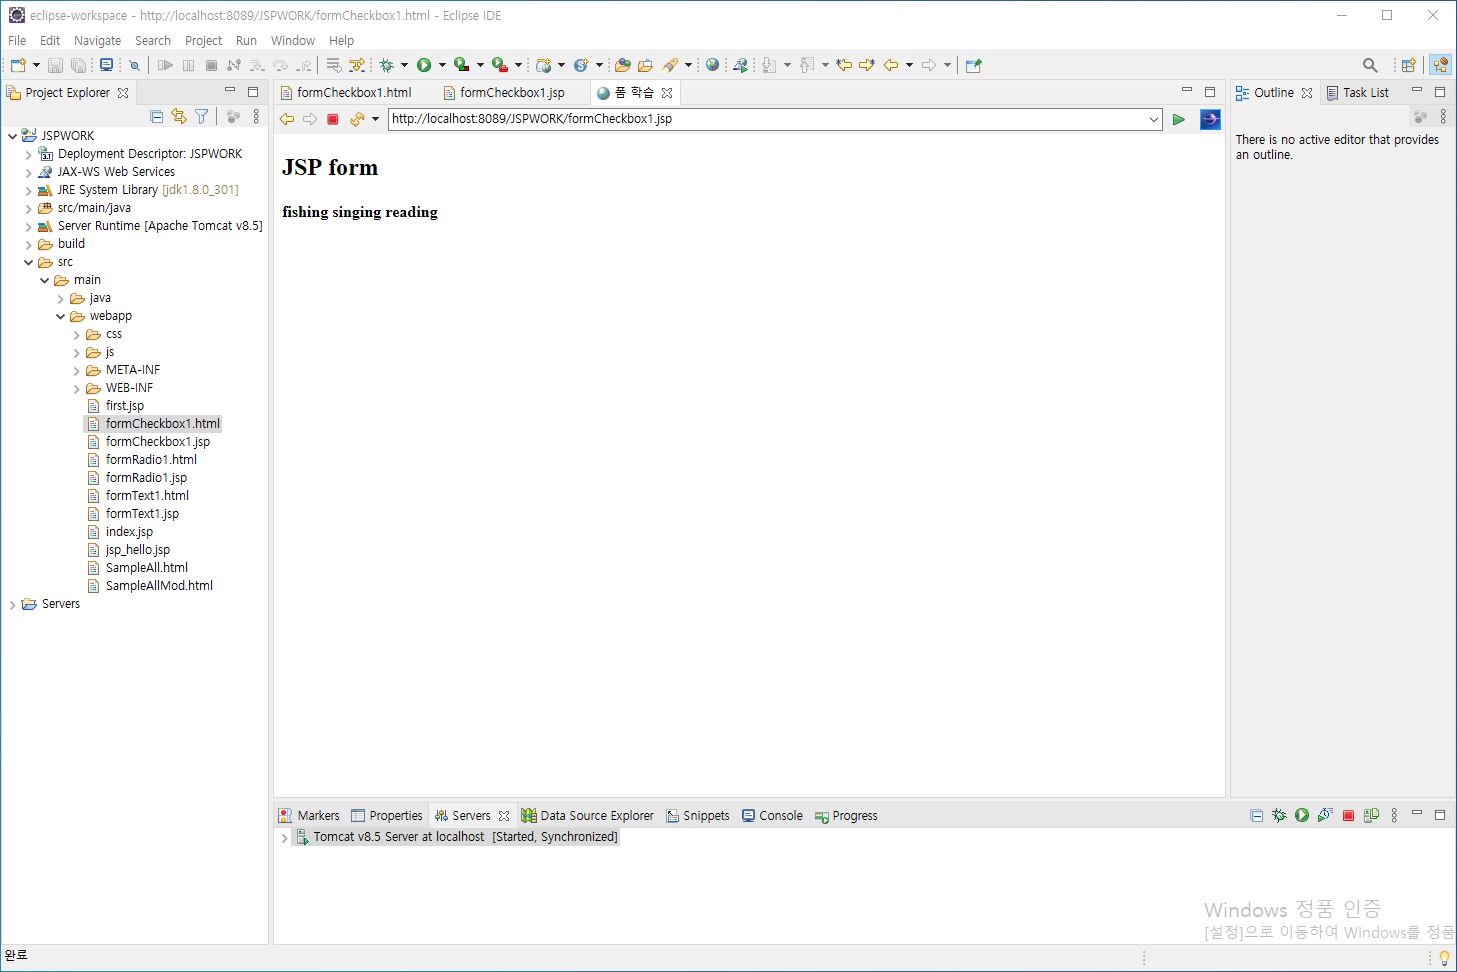 eclipse-workspace - http://localhost:8089/JSPWORK/formCheckbox1.html - Eclipse IDE
File Edit Navigate Search Project Run Window Help
Project Explorer
formCheckbox1.html formCheckbox1.jsp 폼 학습
Outline Task List
http://localhost:8089/JSPWORK/formCheckbox1.jsp
JSPWORK
3.1 Deployment Descriptor: JSPWORK
JAX-WS Web Services
JRE System Library [jdk1.8.0_301]
src/main/java
Server Runtime [Apache Tomcat v8.5]
build
src
main
java
webapp
css
js
META-INF
WEB-INF
first.jsp
formCheckbox1.html
formCheckbox1.jsp
formRadio1.html
formRadio1.jsp
formText1.html
formText1.jsp
index.jsp
jsp_hello.jsp
SampleAll.html
SampleAllMod.html
Servers
JSP form
fishing singing reading
There is no active editor that provides
an outline.
Markers Properties Servers Data Source Explorer Snippets Console Progress
Tomcat v8.5 Server at localhost [Started, Synchronized]
Windows 정품 인증
[설정]으로 이동하여 Windows를 정품
완료